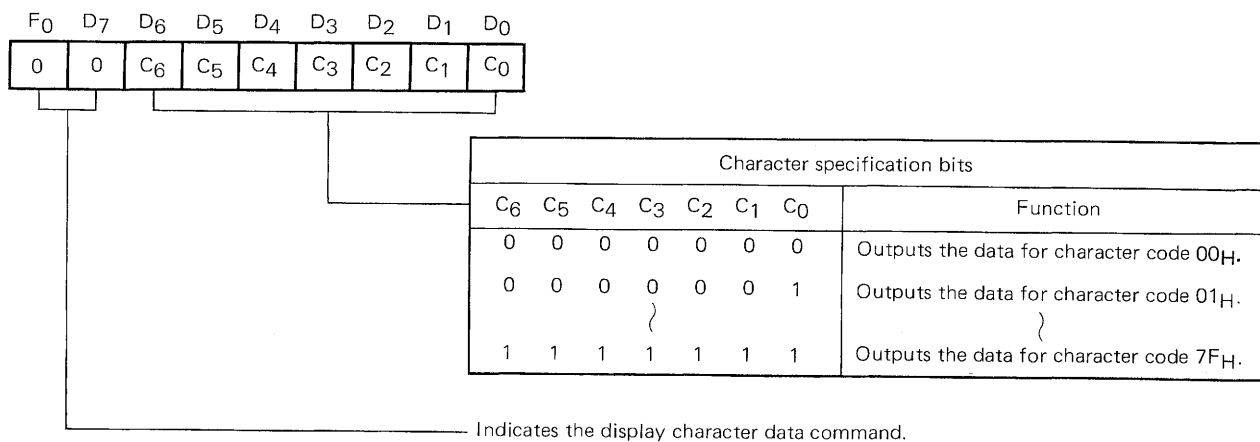 F0 D7 D6 D5 D4 D3 D2 D1 D0
0 0 C6 C5 C4 C3 C2 C1 C0
Character specification bits
C6 C5 C4 C3 C2 C1 C0 Function
0 0 0 0 0 0 0 Outputs the data for character code 00H.
0 0 0 0 0 0 1 Outputs the data for character code 01H.
1 1 1 1 1 1 1 Outputs the data for character code 7FH.
Indicates the display character data command.